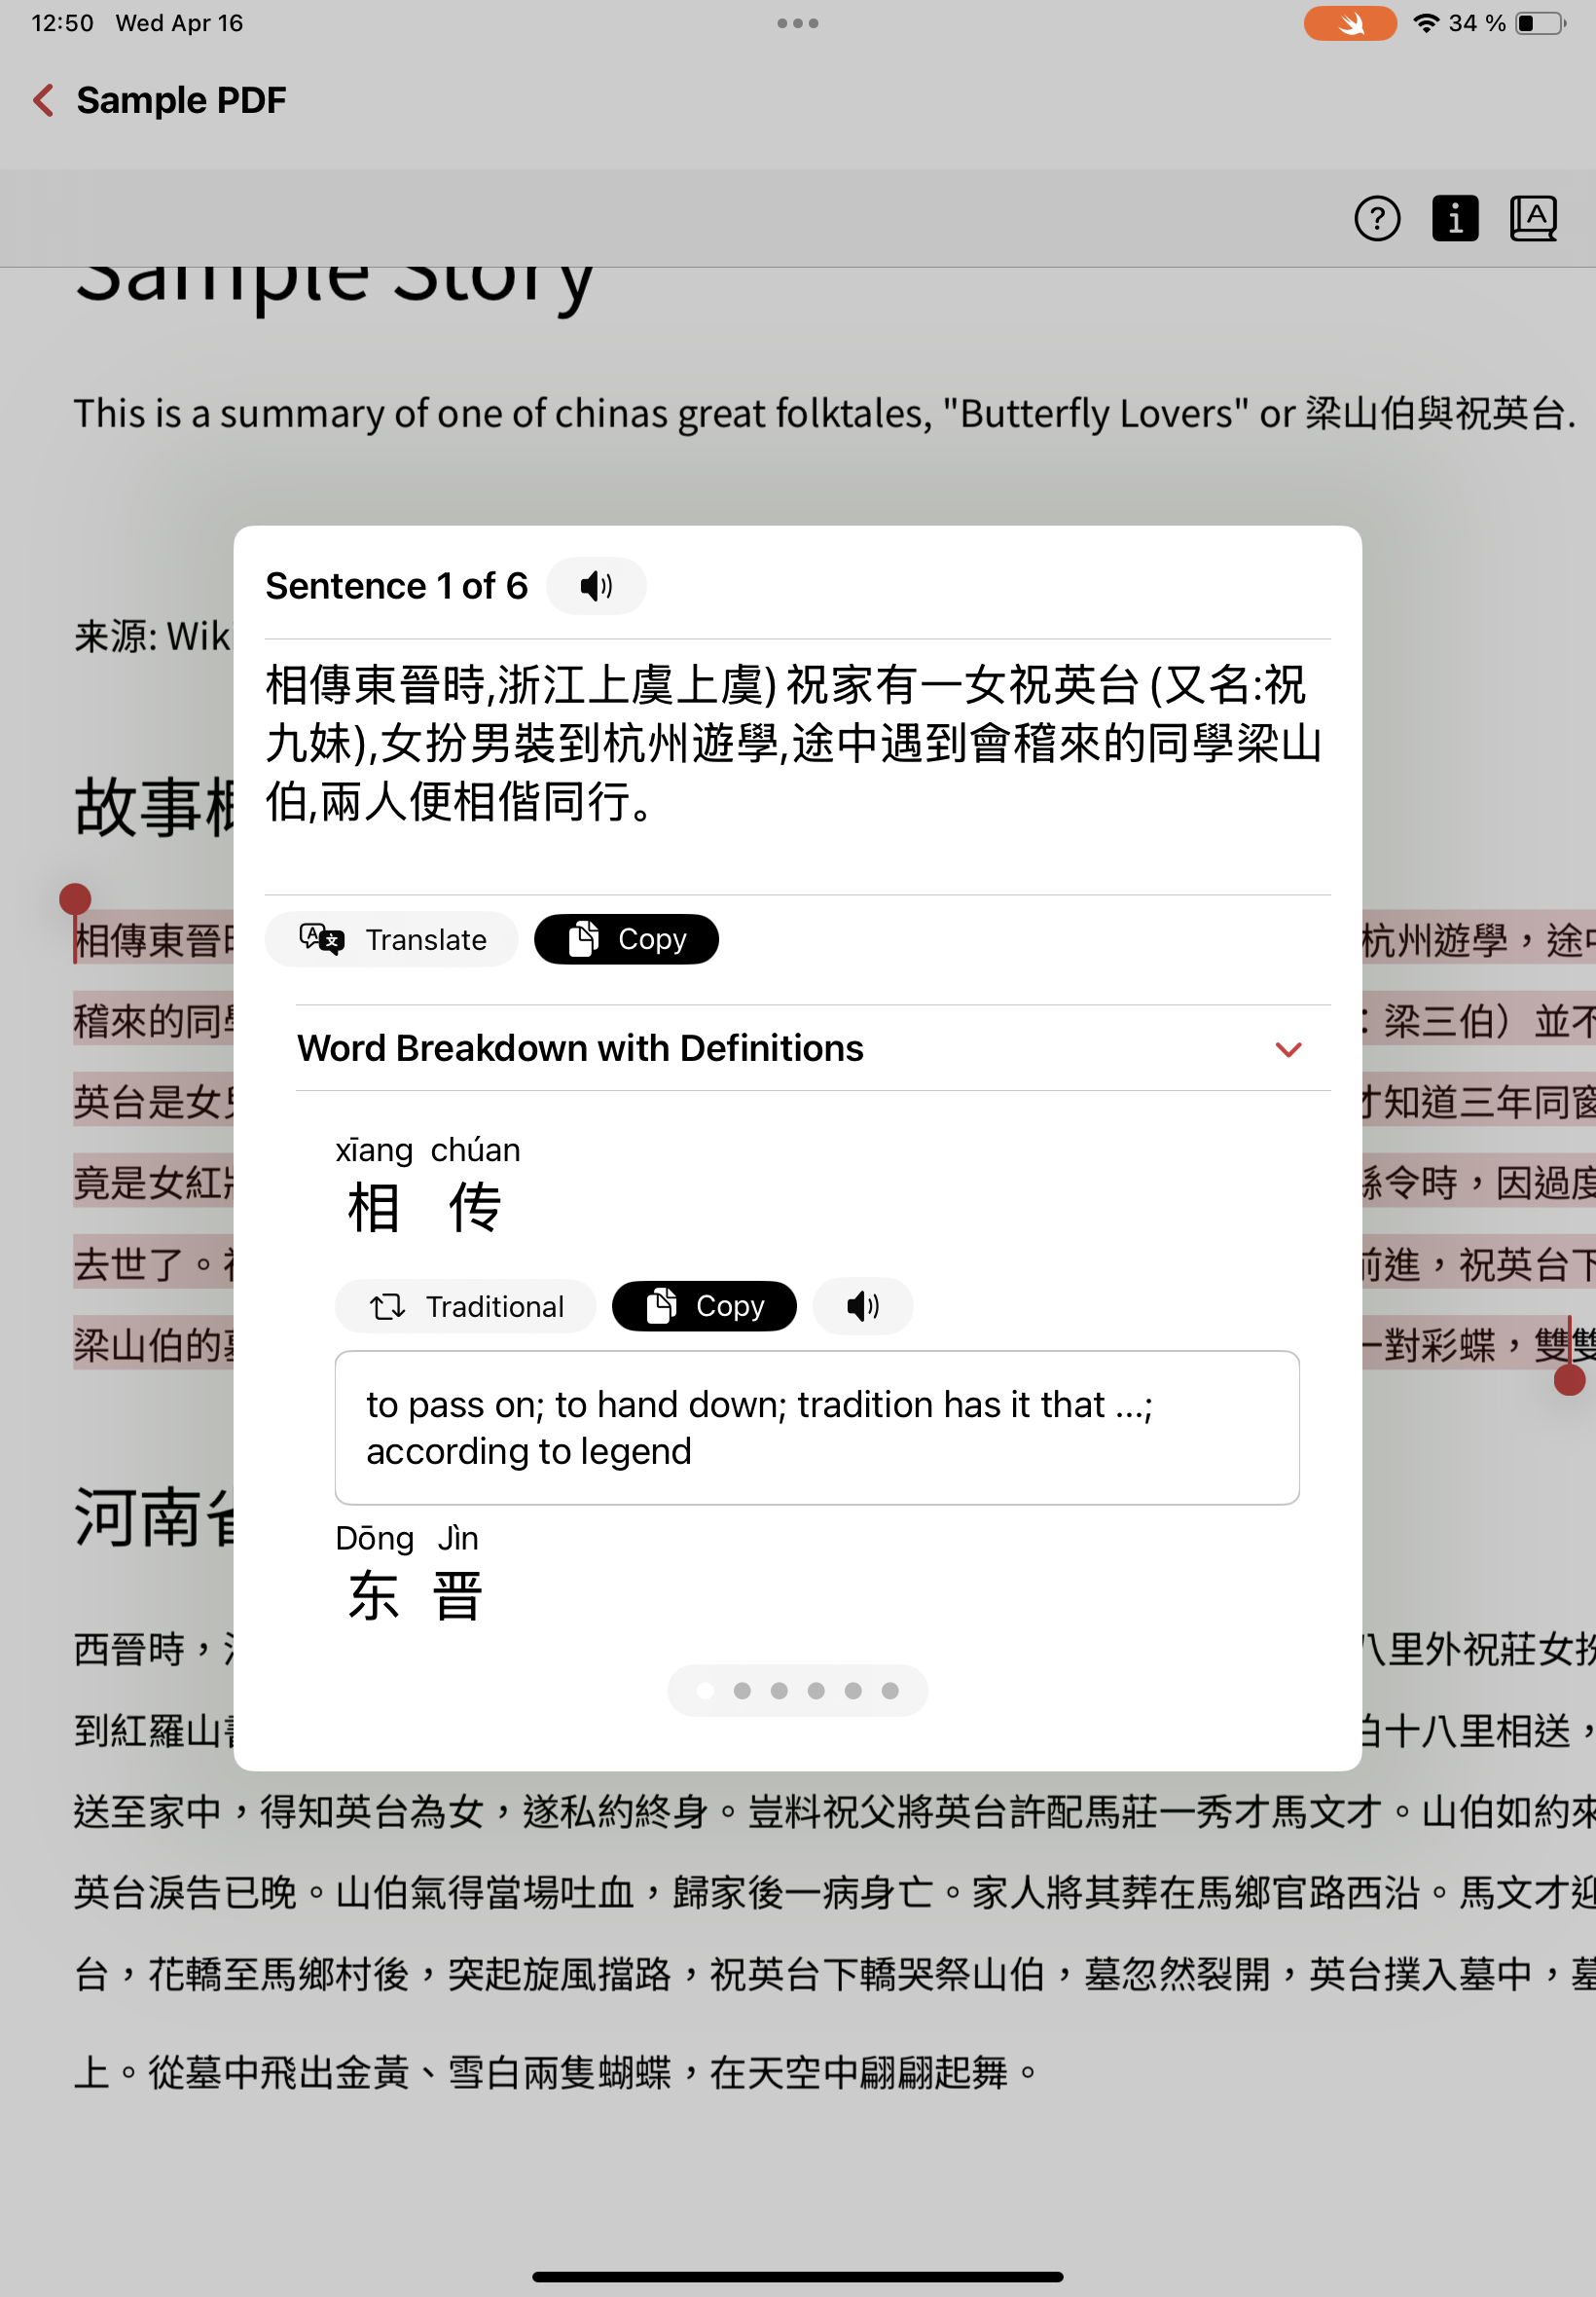 12:50 Wed Apr 16
34 %
Sample PDF
Sample Story
This is a summary of one of chinas great folktales, "Butterfly Lovers" or 梁山伯與祝英台.
来源: Wik
故事
Sentence 1 of 6
相傳東晉時,浙江上虞上虞) 祝家有一女祝英台 (又名:祝
九妹),女扮男裝到杭州遊學,途中遇到會稽來的同學梁山
伯,兩人便相偕同行。
Translate Copy
Word Breakdown with Definitions
xīang chúan
相 传
Traditional Copy
to pass on; to hand down; tradition has it that ...;
according to legend
Dōng Jìn
东 晋
相傳東晉 杭州遊學，途
稽來的同 ：梁三伯）並不
英台是女 才知道三年同窗
竟是女紅 縣令時，因過度
去世了。 前進，祝英台下
梁山伯的 一對彩蝶，雙雙
河南省
西晉時， 八里外祝莊女扮
到紅羅山書 伯十八里相送，
送至家中，得知英台為女，遂私約終身。豈料祝父將英台許配馬莊一秀才馬文才。山伯如約來
英台淚告已晚。山伯氣得當場吐血，歸家後一病身亡。家人將其葬在馬鄉官路西沿。馬文才迎
台，花轎至馬鄉村後，突起旋風擋路，祝英台下轎哭祭山伯，墓忽然裂開，英台撲入墓中，墓
上。從墓中飛出金黃、雪白兩隻蝴蝶，在天空中翩翩起舞。